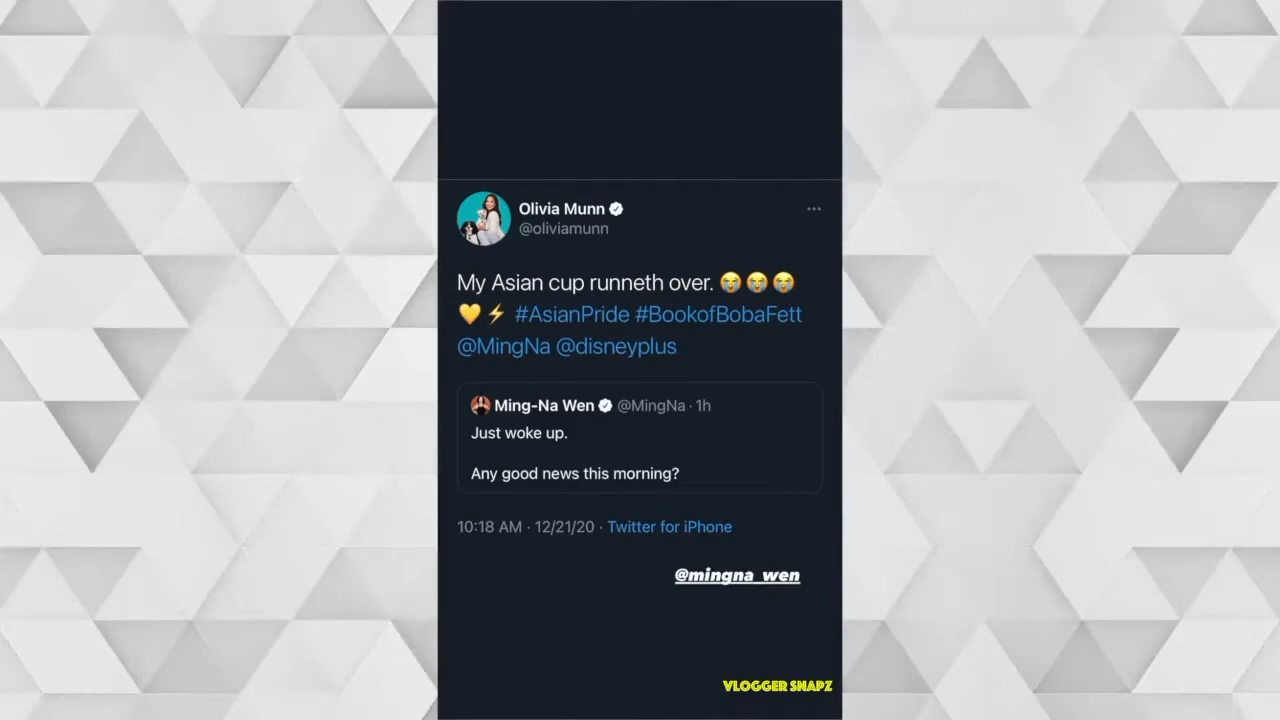 Olivia Munn
@oliviamunn
My Asian cup runneth over. 😭😭😭
💛⚡ #AsianPride #BookofBobaFett
@MingNa @disneyplus
Ming-Na Wen @MingNa · 1h
Just woke up.
Any good news this morning?
10:18 AM · 12/21/20 · Twitter for iPhone
@mingna_wen
VLOGGER SNAPZ